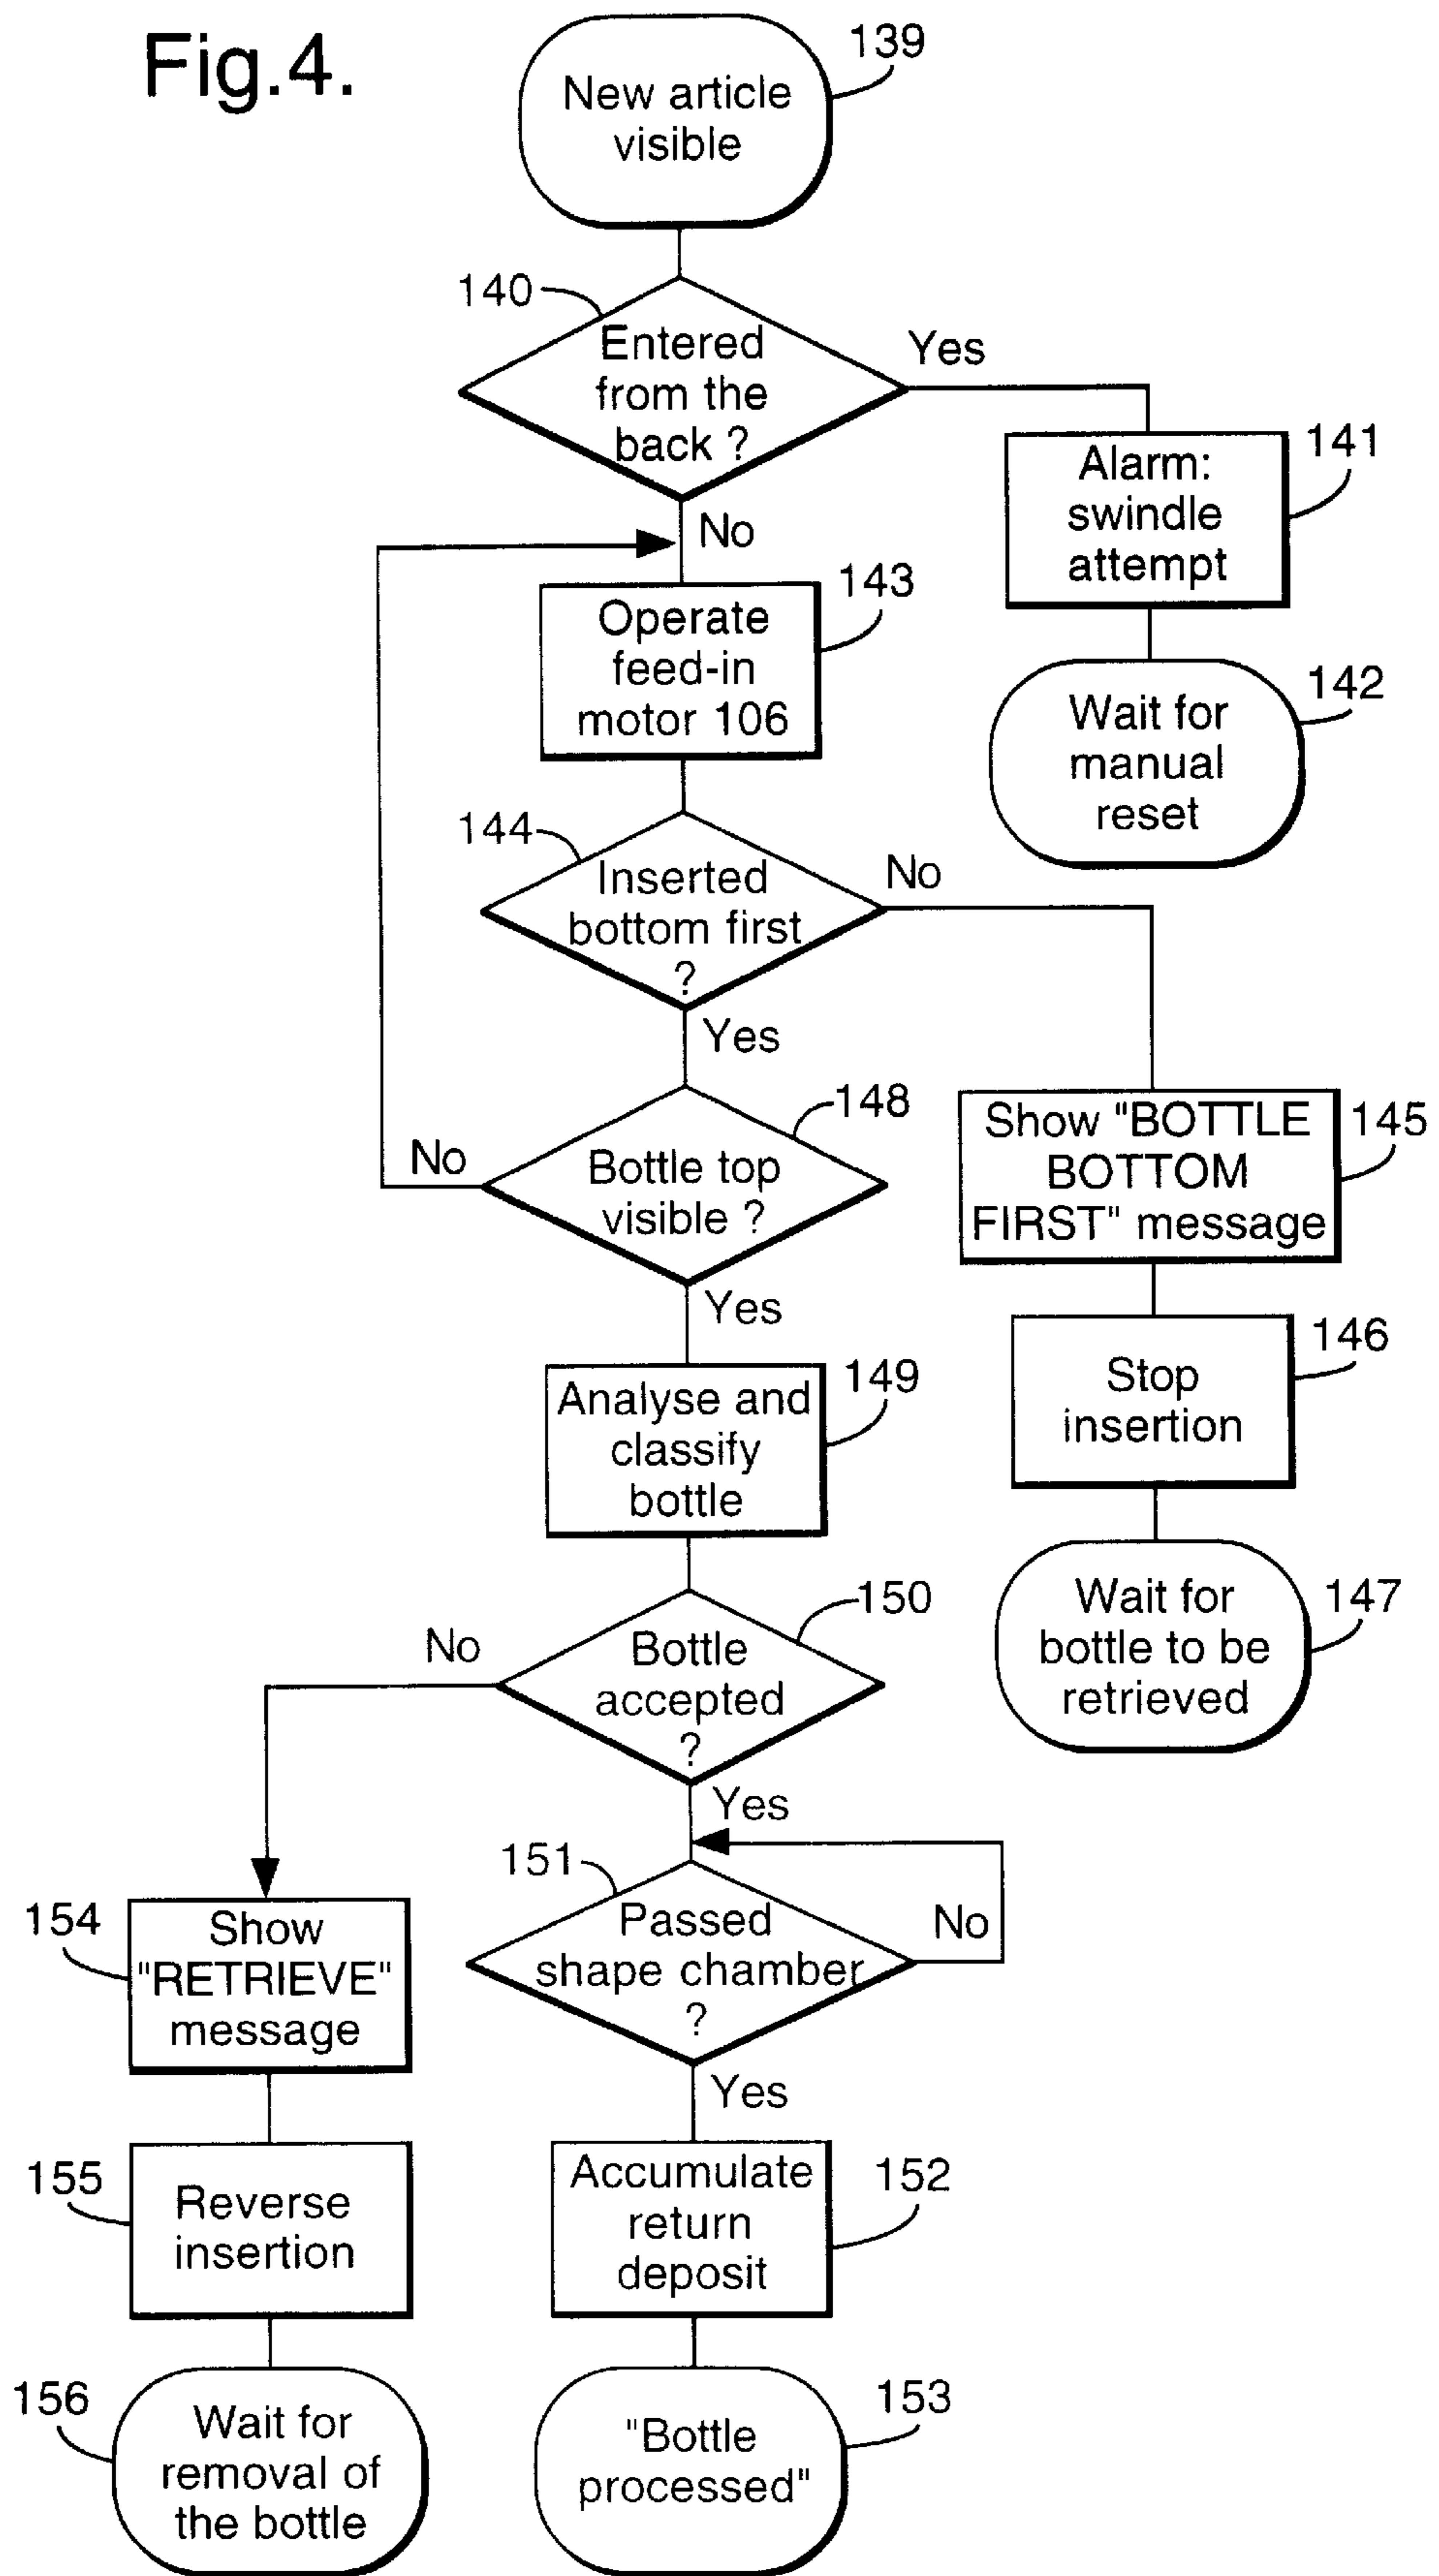 Fig.4.
139
New article
visible
140
Entered
from the
back ?
Yes
141
Alarm:
swindle
attempt
No
143
Operate
feed-in
motor 106
142
Wait for
manual
reset
144
Inserted
bottom first
?
No
Yes
148
Bottle top
visible ?
No
145
Show "BOTTLE
BOTTOM
FIRST" message
Yes
146
Stop
insertion
149
Analyse and
classify
bottle
147
Wait for
bottle to be
retrieved
150
Bottle
accepted
?
No
Yes
151
Passed
shape chamber
?
No
154
Show
"RETRIEVE"
message
Yes
155
Reverse
insertion
152
Accumulate
return
deposit
156
Wait for
removal of
the bottle
153
"Bottle
processed"